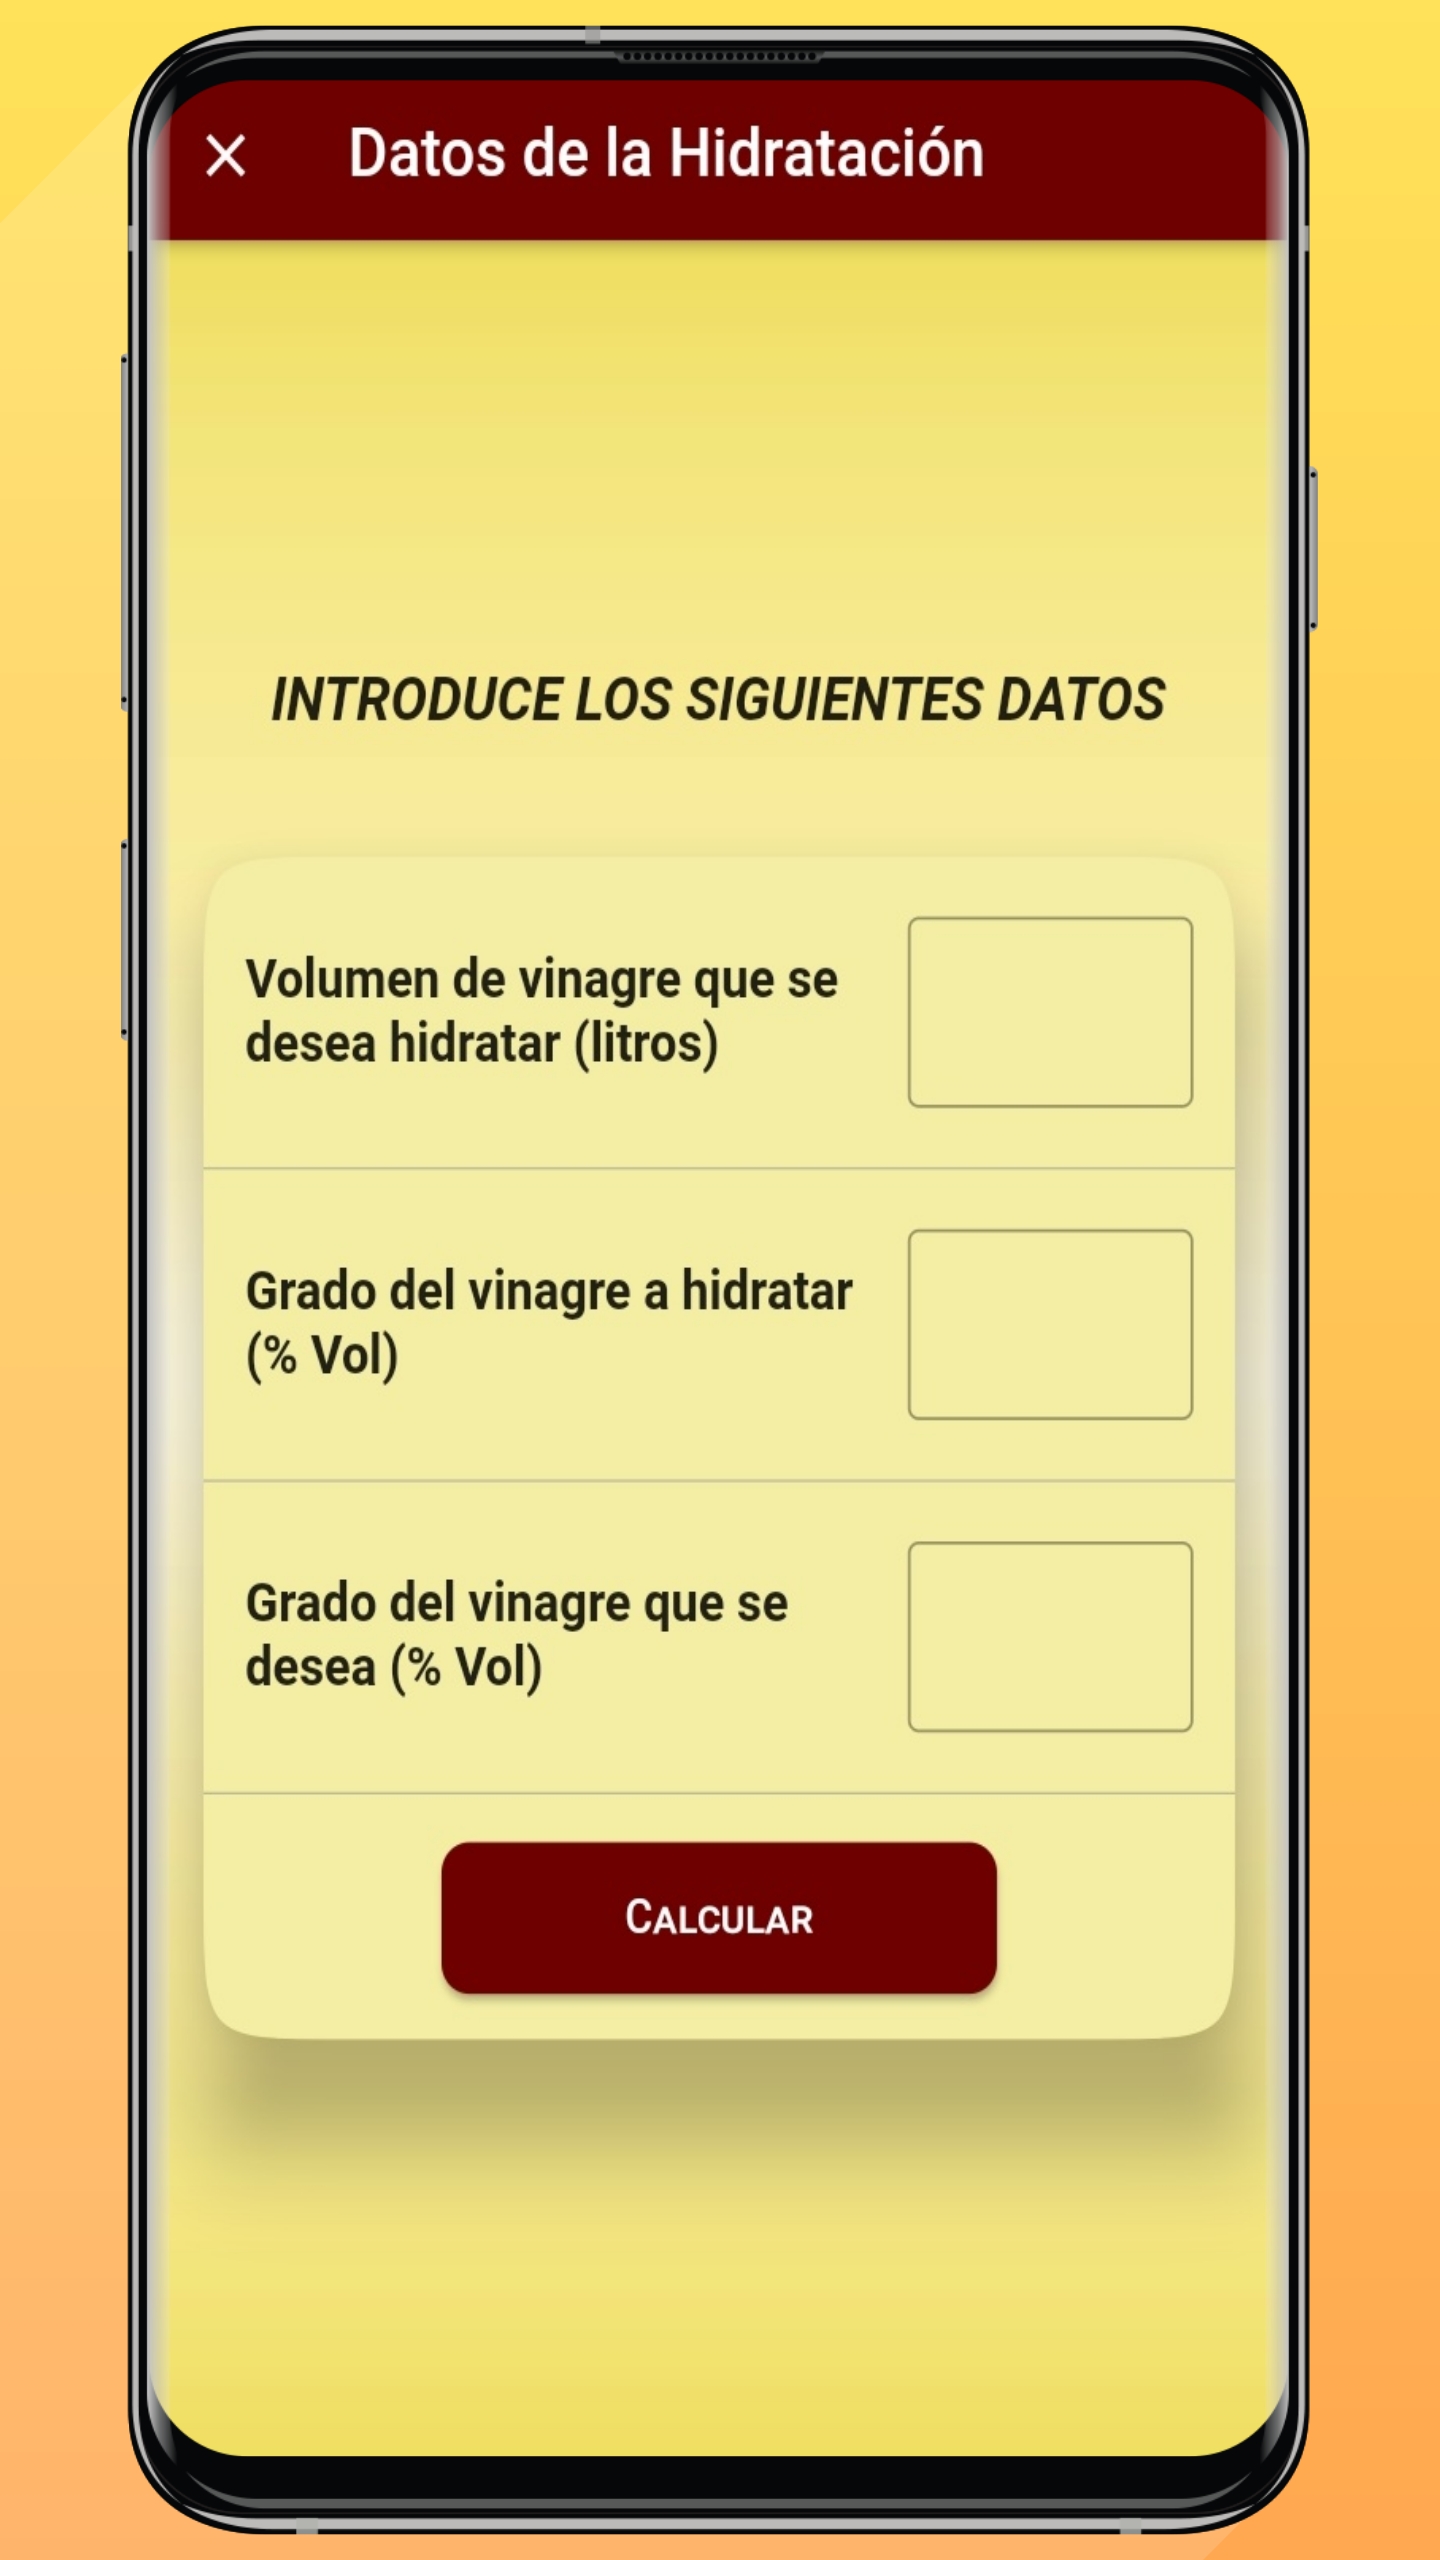 Datos de la Hidratación
INTRODUCE LOS SIGUIENTES DATOS
Volumen de vinagre que se
desea hidratar (litros)
Grado del vinagre a hidratar
(% Vol)
Grado del vinagre que se
desea (% Vol)
CALCULAR